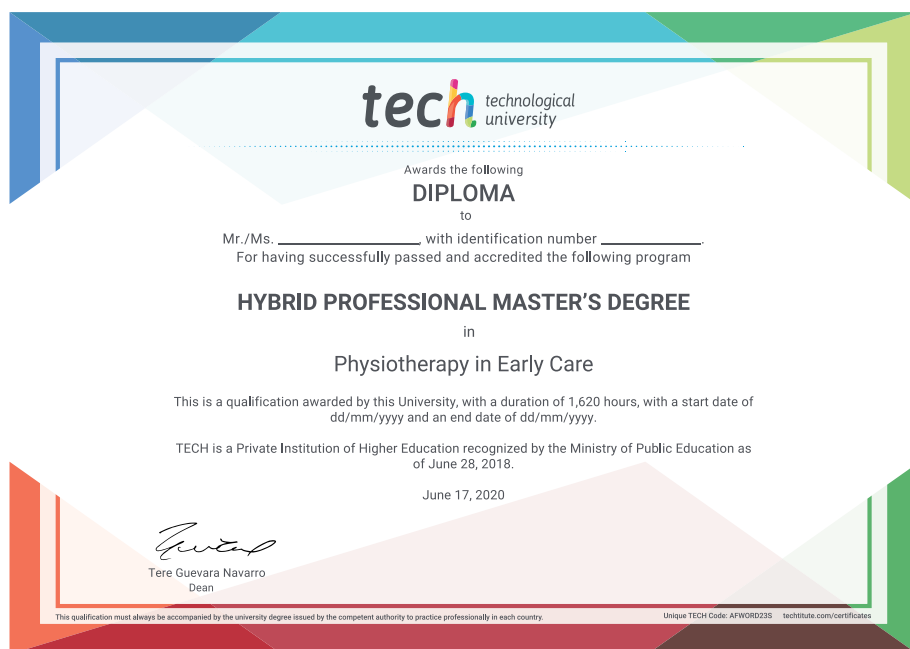 tech technological
university
Awards the following
DIPLOMA
to
Mr./Ms. ____________________, with identification number ______________.
For having successfully passed and accredited the following program
HYBRID PROFESSIONAL MASTER'S DEGREE
in
Physiotherapy in Early Care
This is a qualification awarded by this University, with a duration of 1,620 hours, with a start date of
dd/mm/yyyy and an end date of dd/mm/yyyy.
TECH is a Private Institution of Higher Education recognized by the Ministry of Public Education as
of June 28, 2018.
June 17, 2020
Tere Guevara Navarro
Dean
This qualification must always be accompanied by the university degree issued by the competent authority to practice professionally in each country.
Unique TECH Code: AFWORD23S techtitute.com/certificates